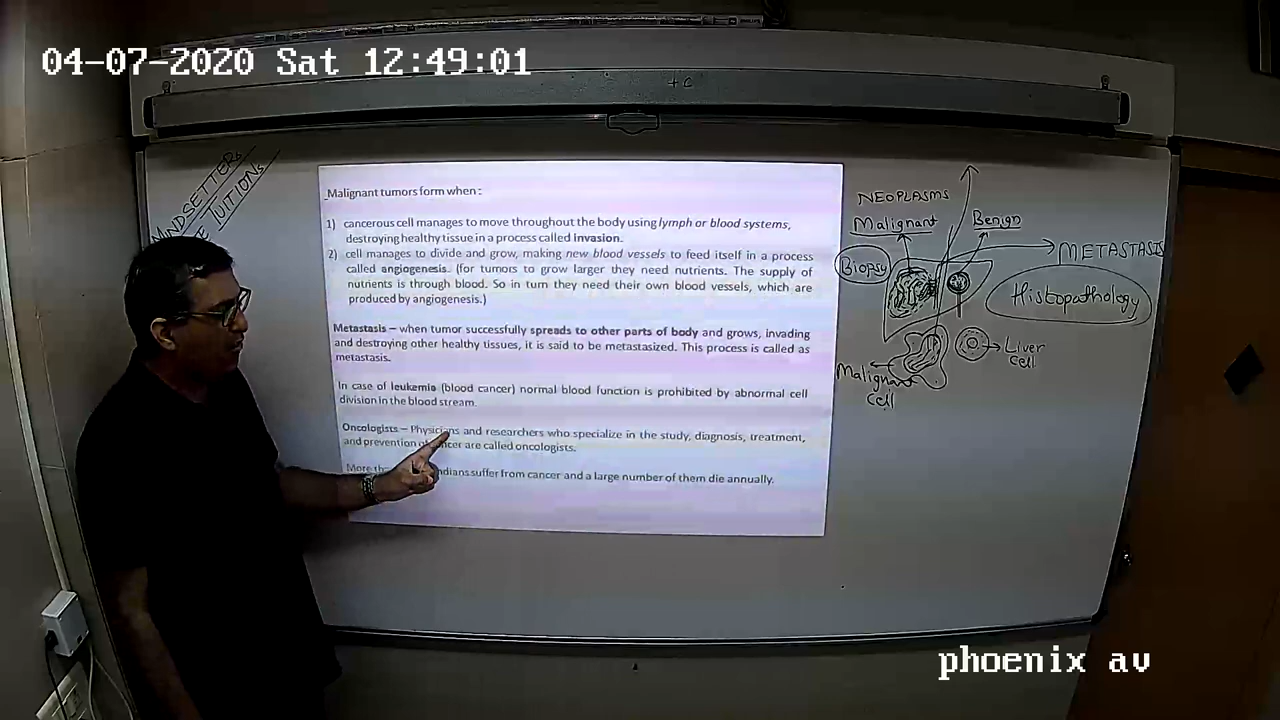 04-07-2020 Sat 12:49:01
+ C
MINDSETTERS
TUITIONS
Malignant tumors form when :
1) cancerous cell manages to move throughout the body using lymph or blood systems,
destroying healthy tissue in a process called invasion.
2) cell manages to divide and grow, making new blood vessels to feed itself in a process
called angiogenesis. (for tumors to grow larger they need nutrients. The supply of
nutrients is through blood. So in turn they need their own blood vessels, which are
produced by angiogenesis.)
Metastasis – when tumor successfully spreads to other parts of body and grows, invading
and destroying other healthy tissues, it is said to be metastasized. This process is called as
metastasis.
In case of leukemia (blood cancer) normal blood function is prohibited by abnormal cell
division in the blood stream.
Oncologists – Physicians and researchers who specialize in the study, diagnosis, treatment,
and prevention of cancer are called oncologists.
More suffer from cancer and a large number of them die annually.
NEOPLASMS
Malignant
Benign
METASTASIS
Biopsy
Histopathology
Liver
cell
Malignant
cell
phoenix av